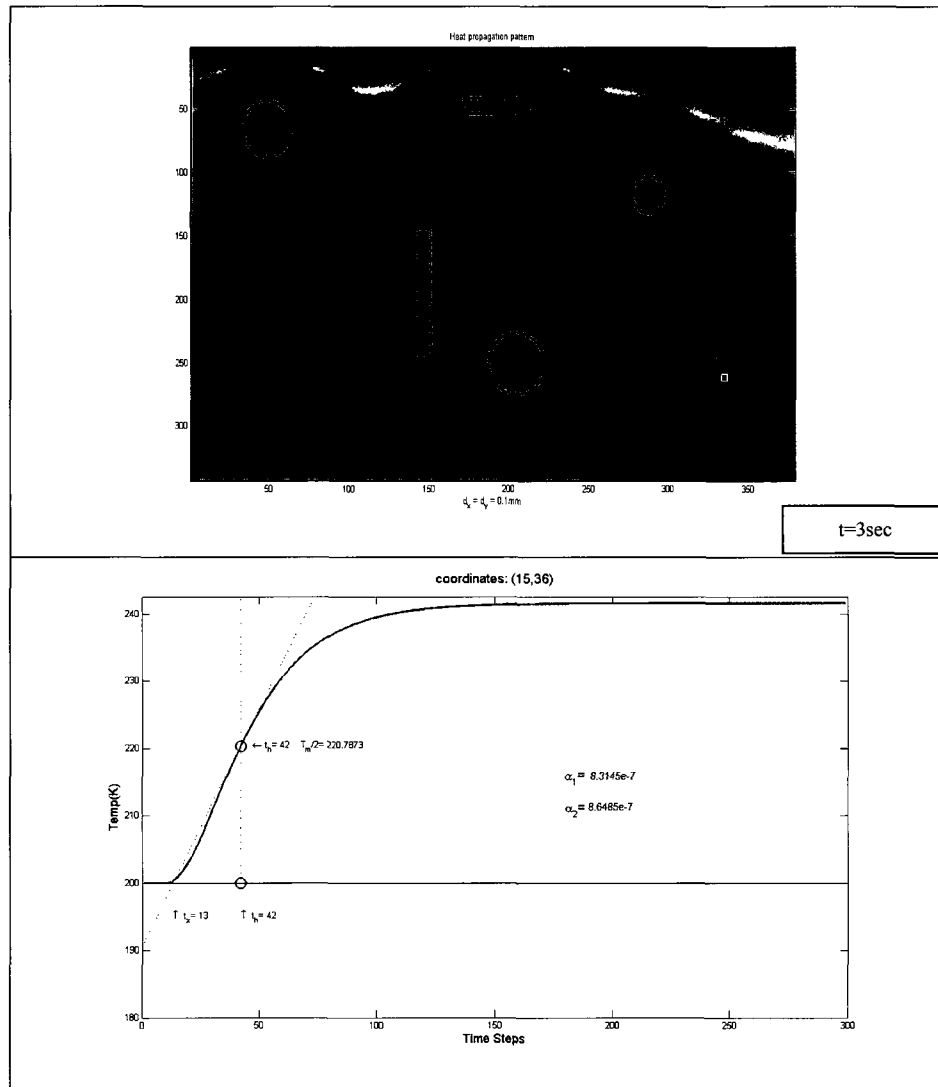 Heat propagation pattern
50
100
150
200
250
300
50 100 150 200 250 300 350
d_x = d_y = 0.1mm
t=3sec
coordinates: (15,36)
240
230
220
210
200
190
180
Temp(K)
← t_h = 42 T_m/2= 220.7873
α_1 = 8.3145e-7
α_2 = 8.6485e-7
↑ t_x = 13 ↑ t_h = 42
0 50 100 150 200 250 300
Time Steps